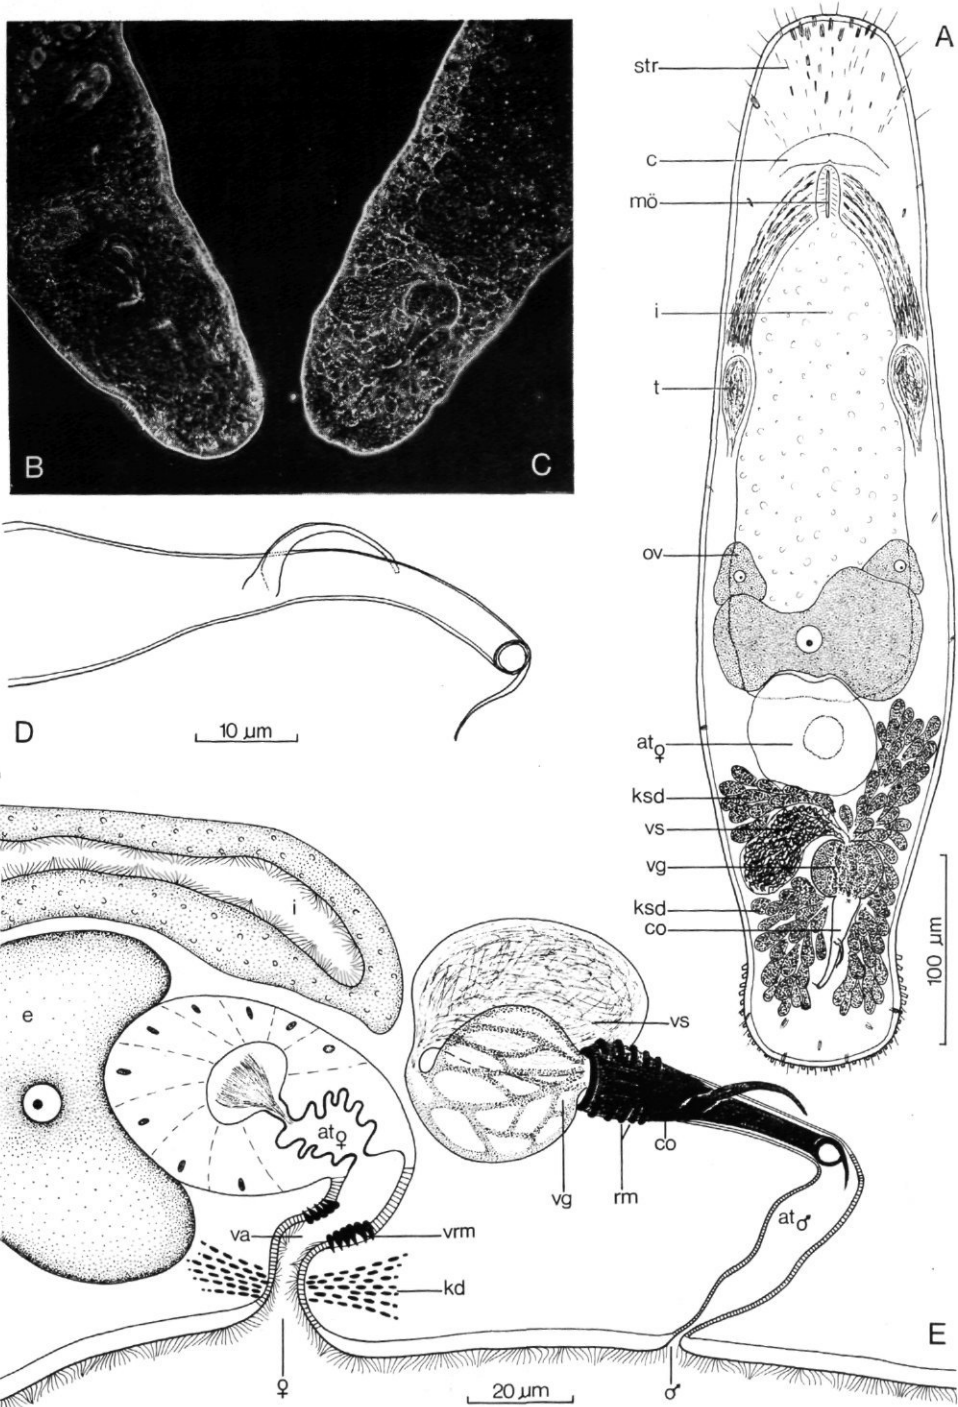 A
str
c
mö
i
t
ov
at♀
ksd
vs
vg
ksd
co
100 µm
B
C
D
10 µm
i
e
at♀
va
vrm
kd
vs
co
rm
vg
at♂
E
♀
20 µm
♂